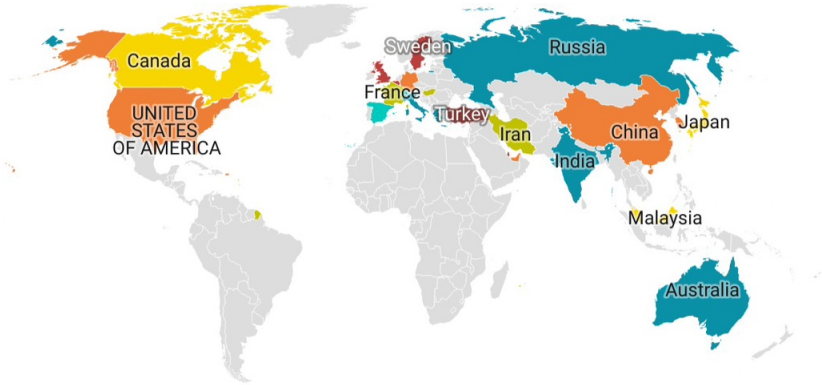 Sweden
Russia
Canada
France
UNITED
STATES
OF AMERICA
Turkey
Iran
China
Japan
India
Malaysia
Australia